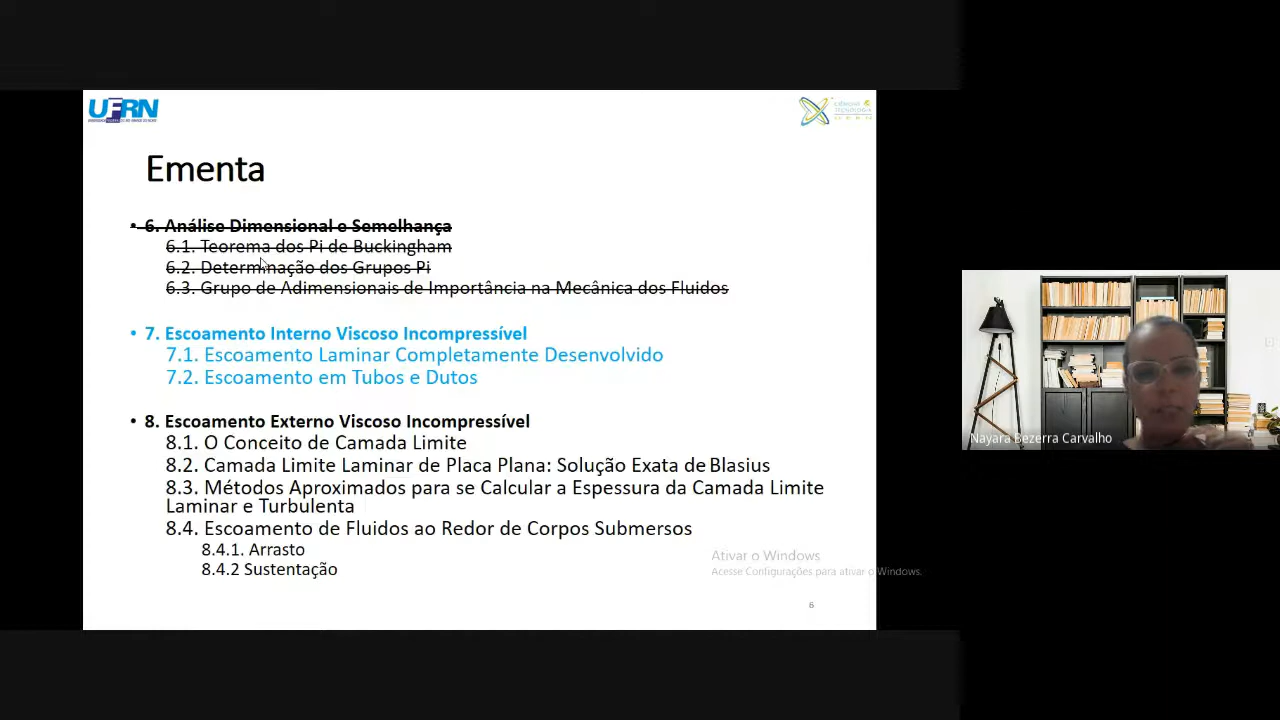 UFRN
CIÊNCIAS
TECNOLOGIA
UFRN
Ementa
• 6. Análise Dimensional e Semelhança
6.1. Teorema dos Pi de Buckingham
6.2. Determinação dos Grupos Pi
6.3. Grupo de Adimensionais de Importância na Mecânica dos Fluidos
• 7. Escoamento Interno Viscoso Incompressível
7.1. Escoamento Laminar Completamente Desenvolvido
7.2. Escoamento em Tubos e Dutos
• 8. Escoamento Externo Viscoso Incompressível
8.1. O Conceito de Camada Limite
8.2. Camada Limite Laminar de Placa Plana: Solução Exata de Blasius
8.3. Métodos Aproximados para se Calcular a Espessura da Camada Limite
Laminar e Turbulenta
8.4. Escoamento de Fluidos ao Redor de Corpos Submersos
8.4.1. Arrasto
8.4.2 Sustentação
Ativar o Windows
Acesse Configurações para ativar o Windows.
6
Nayara Bezerra Carvalho